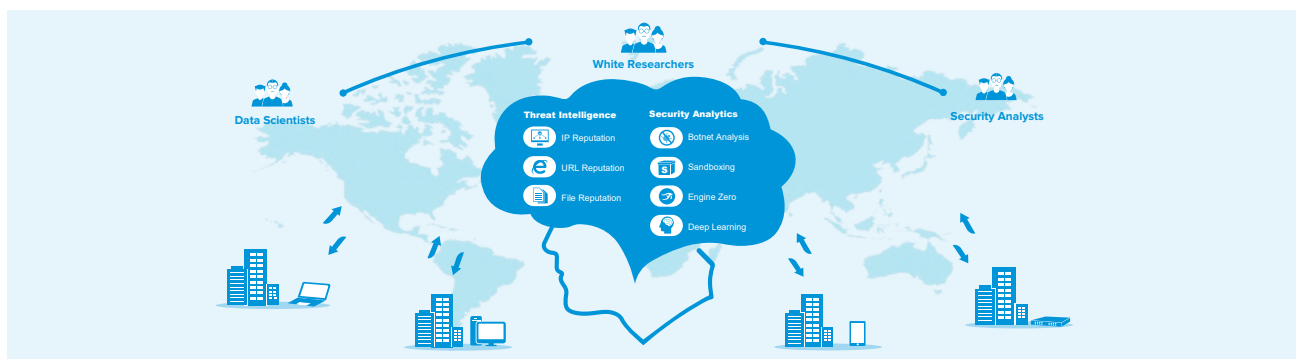 White Researchers
Data Scientists
Security Analysts
Threat Intelligence
IP Reputation
URL Reputation
File Reputation
Security Analytics
Botnet Analysis
Sandboxing
Engine Zero
Deep Learning